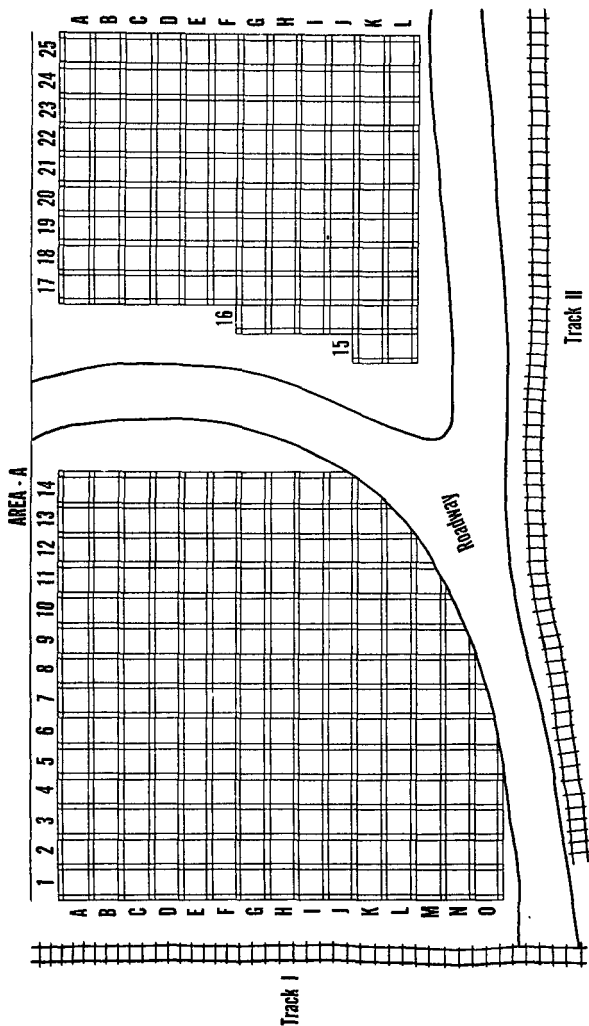 AREA - A
1 2 3 4 5 6 7 8 9 10 11 12 13 14
17 18 19 20 21 22 23 24 25
16
15
A
B
C
D
E
F
G
H
I
J
K
L
M
N
O
A
B
C
D
E
F
G
H
I
J
K
L
Roadway
Track I
Track II